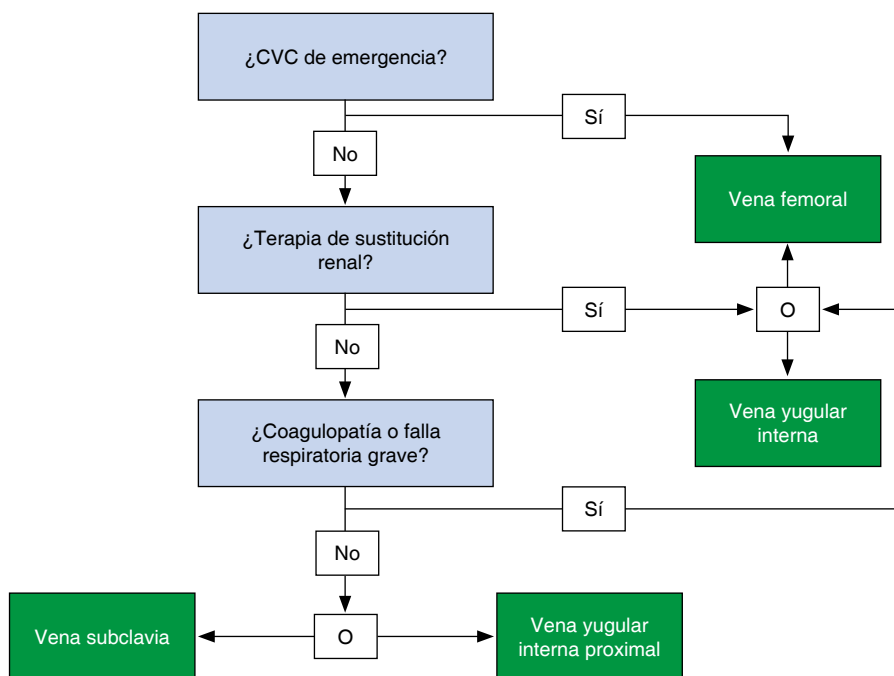 ¿CVC de emergencia?
Sí
No
Vena femoral
¿Terapia de sustitución
renal?
Sí
O
No
Vena yugular
interna
¿Coagulopatía o falla
respiratoria grave?
Sí
No
Vena subclavia
O
Vena yugular
interna proximal